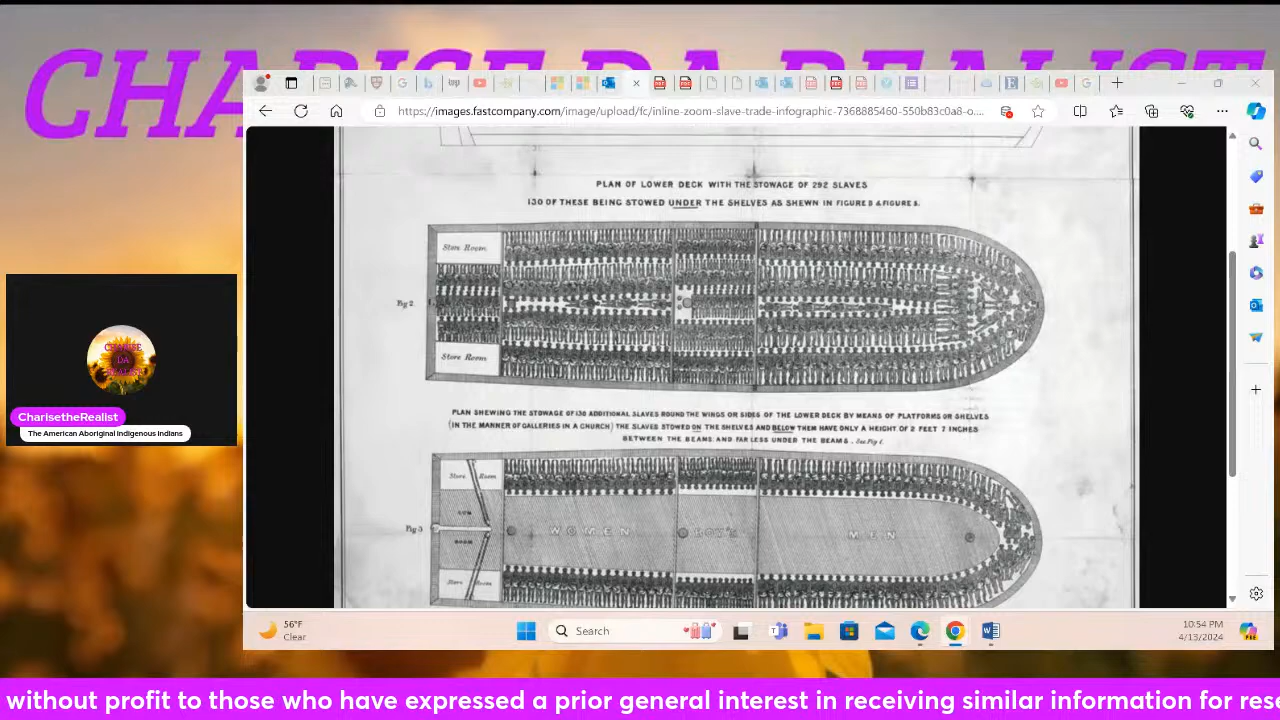 CHARISE DA REALIST
https://images.fastcompany.com/image/upload/fc/inline-zoom-slave-trade-infographic-7368885460-550b83c0a8-o....
PLAN OF LOWER DECK WITH THE STOWAGE OF 292 SLAVES
130 OF THESE BEING STOWED UNDER THE SHELVES AS SHEWN IN FIGURE
Store Room
Fig 2
Store Room
PLAN SHEWING THE STOWAGE OF 130 ADDITIONAL SLAVES ROUND THE WINGS OR SIDES OF THE LOWER DECK BY MEANS OF PLATFORMS OR SHELVES
(IN THE MANNER OF GALLERIES IN A CHURCH) THE SLAVES STOWED ON THE SHELVES AND BELOW THEM HAVE ONLY A HEIGHT OF 2 FEET 7 INCHES
BETWEEN THE BEAMS: AND FAR LESS UNDER THE BEAMS. See Fig 1.
Store Room
Fig 3
WOMEN
BOYS
MEN
Store Room
CHARISE
DA
REALIST
CharisetheRealist
The American Aboriginal Indigenous Indians
56°F
Clear
Search
10:54 PM
4/13/2024
without profit to those who have expressed a prior general interest in receiving similar information for rese